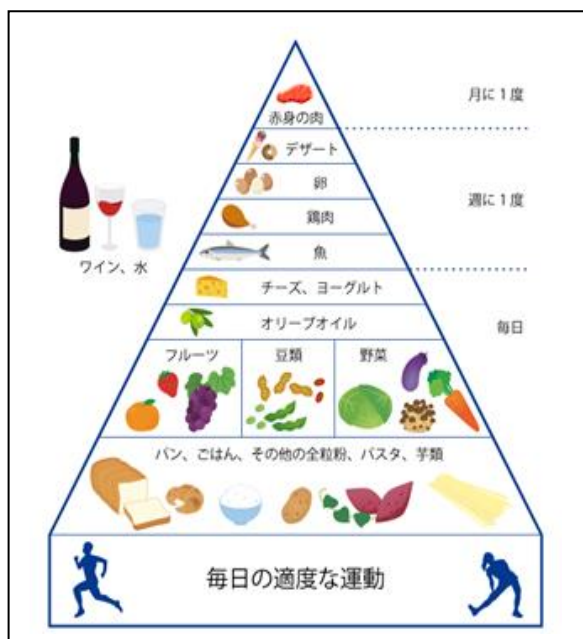 月に1度
赤身の肉
デザート
卵
週に1度
鶏肉
魚
ワイン、水
チーズ、ヨーグルト
オリーブオイル
毎日
フルーツ
豆類
野菜
パン、ごはん、その他の全粒粉、パスタ、芋類
毎日の適度な運動